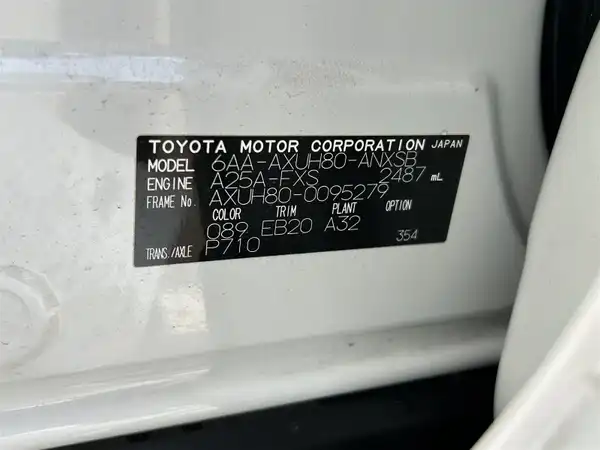 TOYOTA MOTOR CORPORATION JAPAN
MODEL 6AA-AXUH80-ANXSB
ENGINE A25A-FXS 2487 mL
FRAME No. AXUH80-0095279
COLOR TRIM PLANT OPTION
089 EB20 A32
TRANS./AXLE P710 354